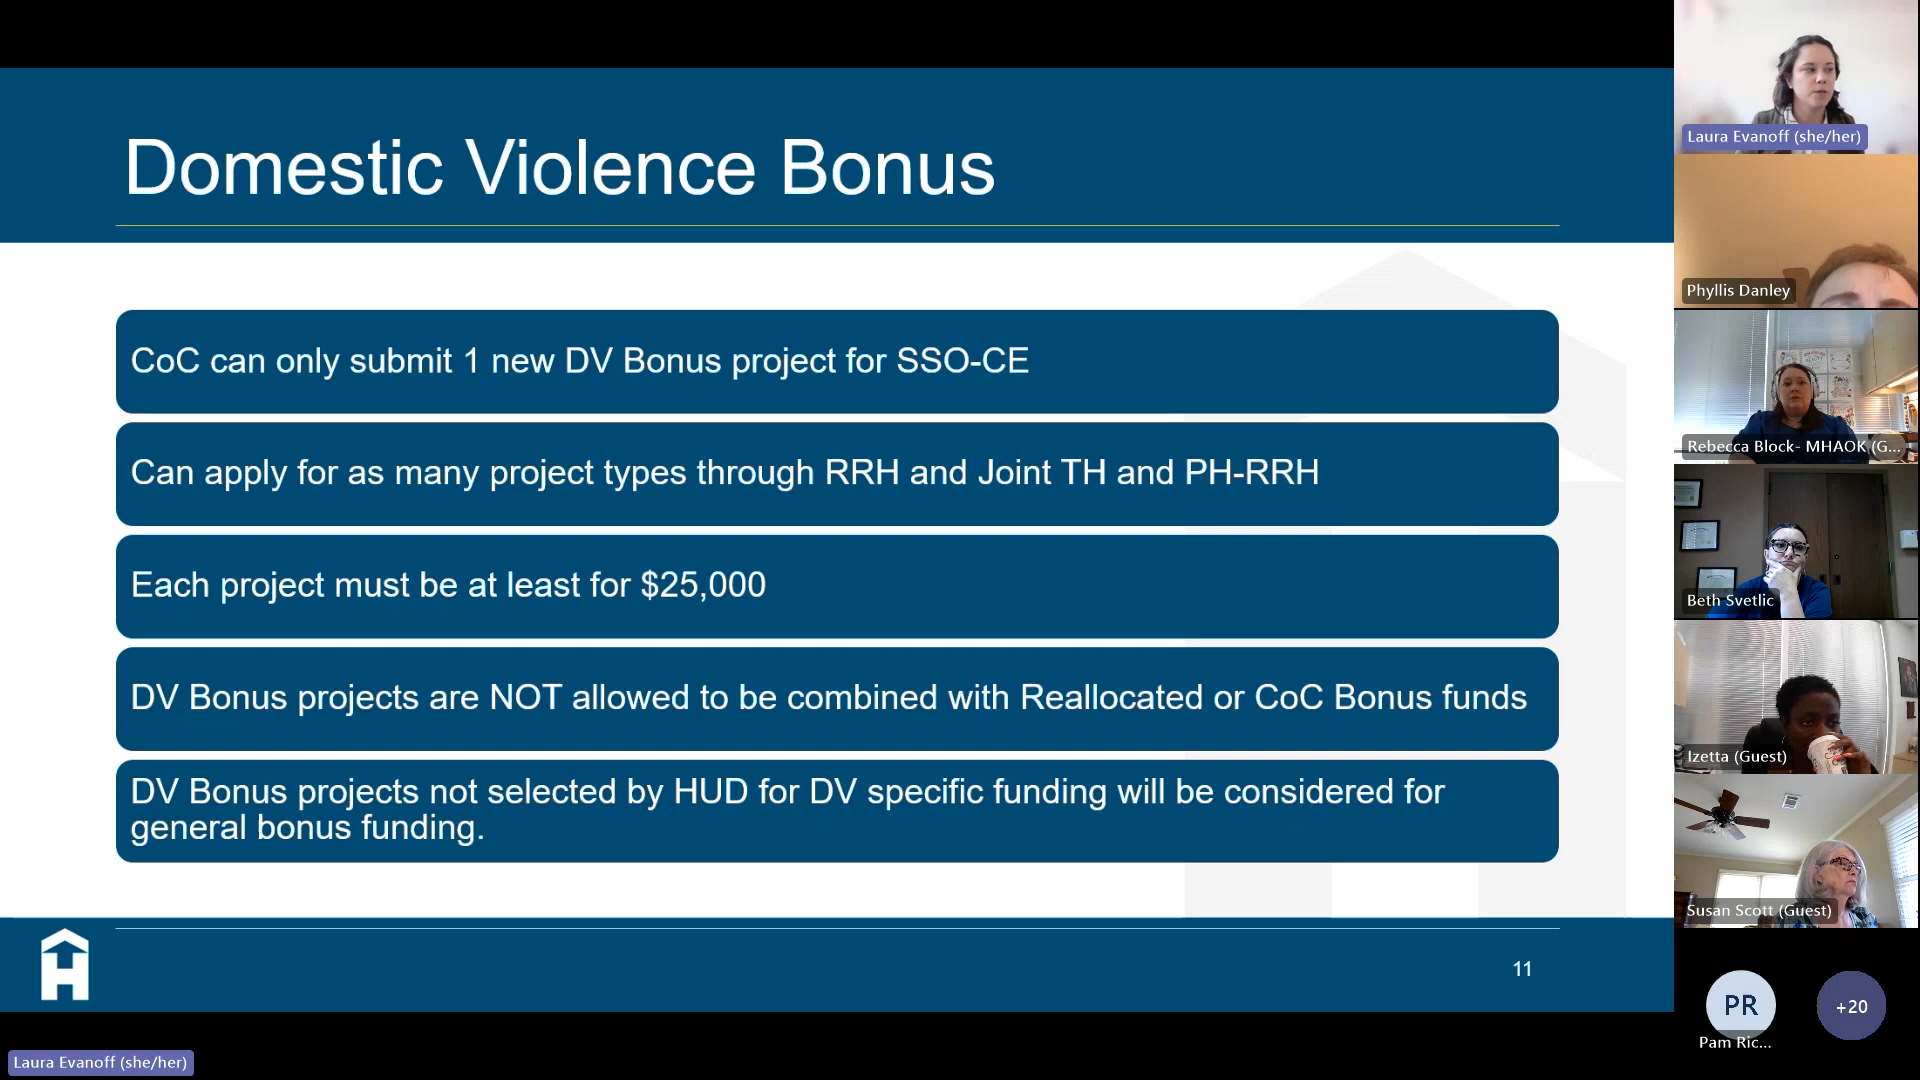 Domestic Violence Bonus
CoC can only submit 1 new DV Bonus project for SSO-CE
Can apply for as many project types through RRH and Joint TH and PH-RRH
Each project must be at least for $25,000
DV Bonus projects are NOT allowed to be combined with Reallocated or CoC Bonus funds
DV Bonus projects not selected by HUD for DV specific funding will be considered for
general bonus funding.
H
11
Laura Evanoff (she/her)
Laura Evanoff (she/her)
Phyllis Danley
Rebecca Block- MHAOK (G...
Beth Svetlic
Izetta (Guest)
Susan Scott (Guest)
PR
Pam Ric...
+20